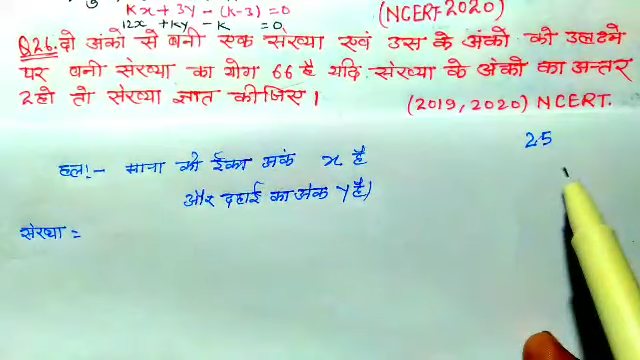 Kx + 3y - (k-3) = 0
12x + ky - k = 0
(NCERT-2020)
Q26. दो अंको से बनी एक संख्या एवं उस के अंको को उलटने
पर बनी संख्या का योग 66 है यदि संख्या के अंको का अन्तर
2 हो तो संख्या ज्ञात कीजिए।
(2019, 2020) NCERT.
25
हल:- माना की ईका अकं x है
और दहाई का अंक y है)
संख्या =